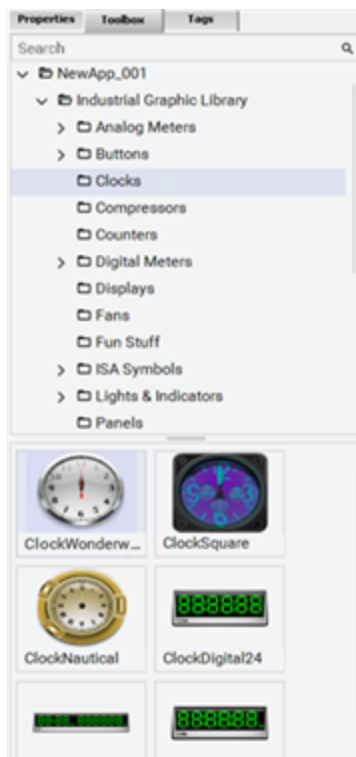 Properties Toolbox Tags
Search
NewApp_001
Industrial Graphic Library
Analog Meters
Buttons
Clocks
Compressors
Counters
Digital Meters
Displays
Fans
Fun Stuff
ISA Symbols
Lights & Indicators
Panels
ClockWonderw... ClockSquare
ClockNautical ClockDigital24